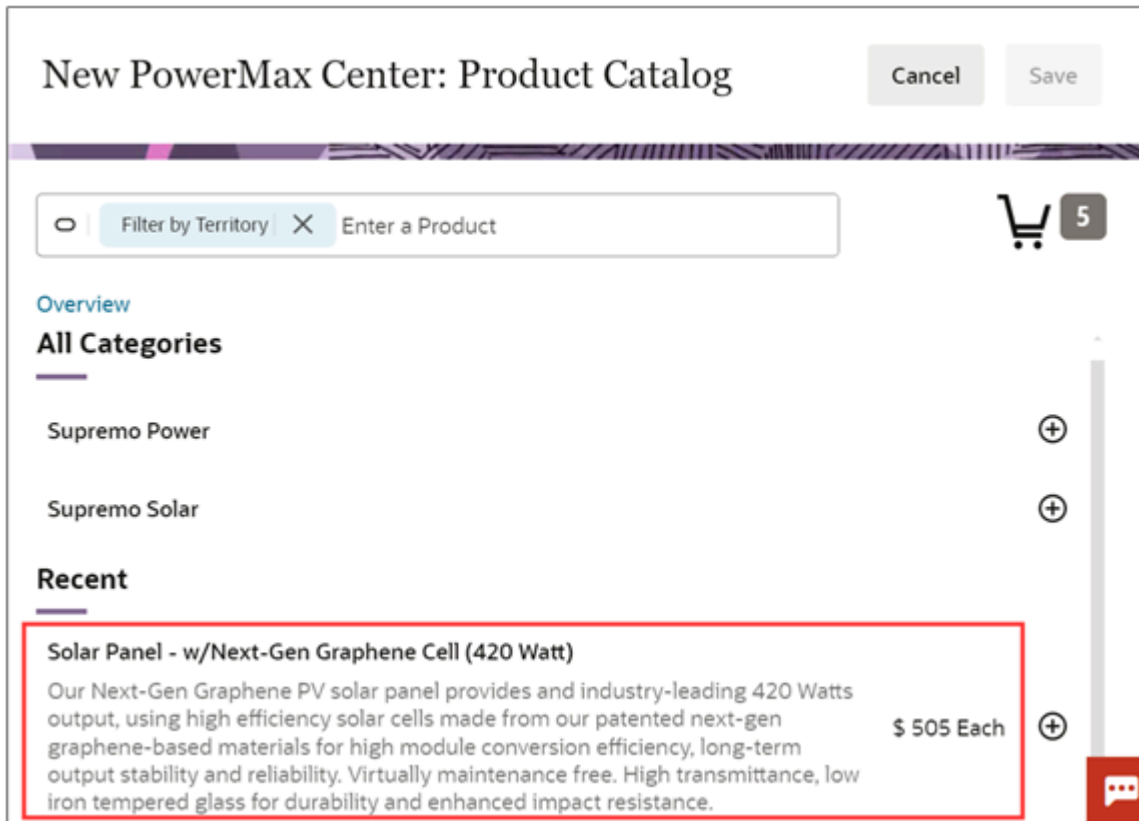 New PowerMax Center: Product Catalog
Cancel
Save
Filter by Territory
Enter a Product
5
Overview
All Categories
Supremo Power
Supremo Solar
Recent
Solar Panel - w/Next-Gen Graphene Cell (420 Watt)
Our Next-Gen Graphene PV solar panel provides and industry-leading 420 Watts
output, using high efficiency solar cells made from our patented next-gen
graphene-based materials for high module conversion efficiency, long-term
output stability and reliability. Virtually maintenance free. High transmittance, low
iron tempered glass for durability and enhanced impact resistance.
$ 505 Each